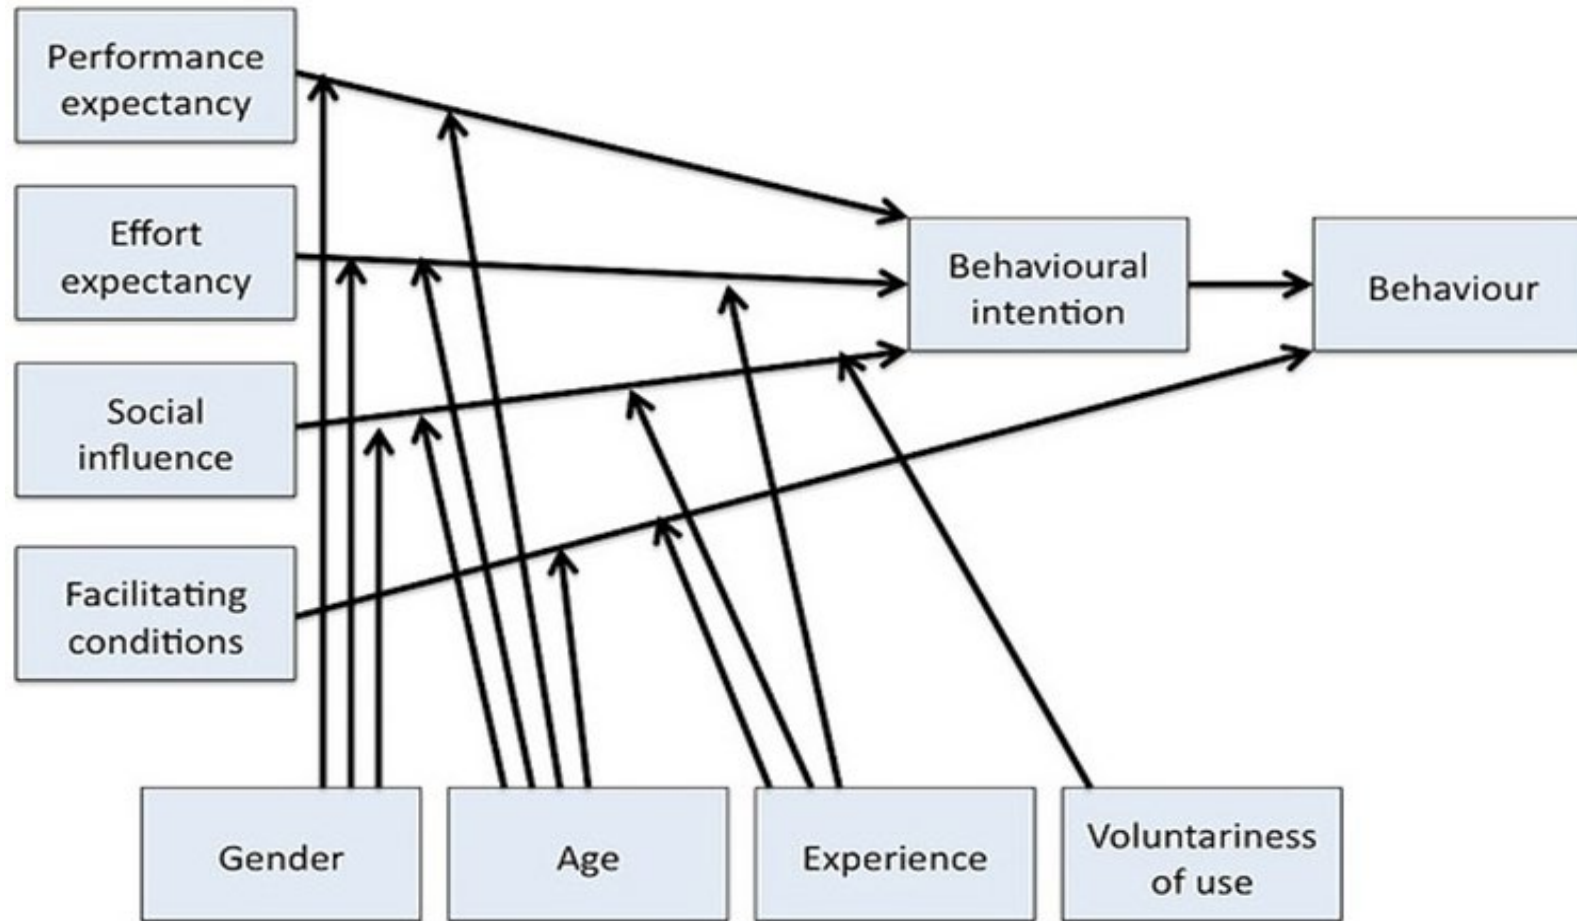 Performance
expectancy
Effort
expectancy
Social
influence
Facilitating
conditions
Behavioural
intention
Behaviour
Gender
Age
Experience
Voluntariness
of use